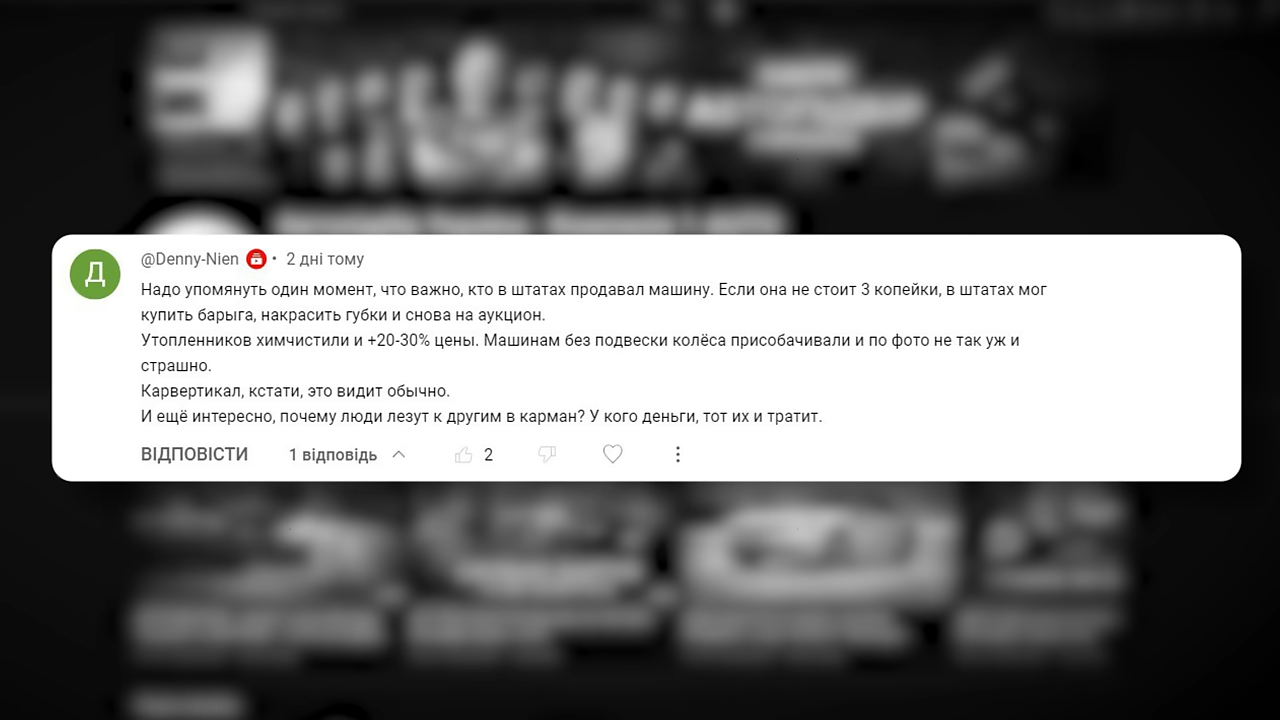 Д
@Denny-Nien • 2 дні тому
Надо упомянуть один момент, что важно, кто в штатах продавал машину. Если она не стоит 3 копейки, в штатах мог
купить барыга, накрасить губки и снова на аукцион.
Утопленников химчистили и +20-30% цены. Машинам без подвески колёса присобачивали и по фото не так уж и
страшно.
Карвертикал, кстати, это видит обычно.
И ещё интересно, почему люди лезут к другим в карман? У кого деньги, тот их и тратит.
ВІДПОВІСТИ 1 відповідь 2